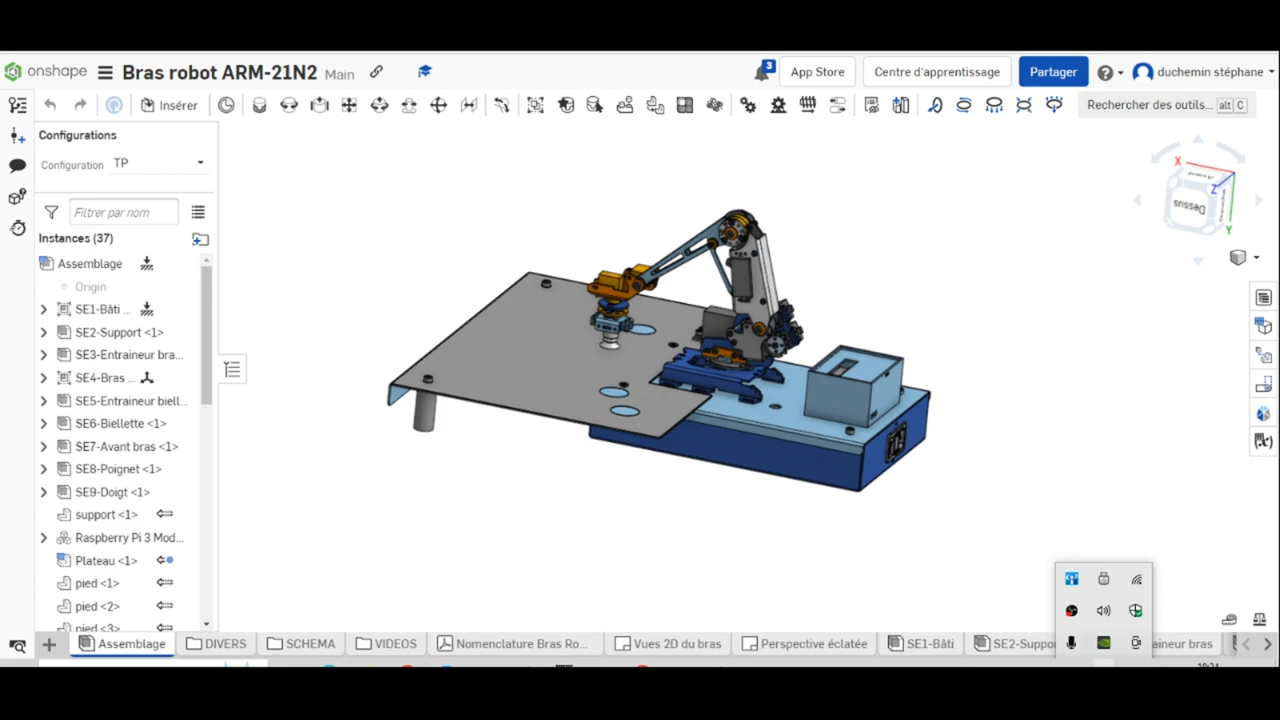 onshape
Bras robot ARM-21N2 Main
3
App Store
Centre d'apprentissage
Partager
duchemin stéphane
Insérer
Rechercher des outils... alt C
Configurations
Configuration TP
Filtrer par nom
Instances (37)
Assemblage
Origin
SE1-Bâti ...
SE2-Support <1>
SE3-Entraineur bra...
SE4-Bras ...
SE5-Entraineur biell...
SE6-Biellette <1>
SE7-Avant bras <1>
SE8-Poignet <1>
SE9-Doigt <1>
support <1>
Raspberry Pi 3 Mod...
Plateau <1>
pied <1>
pied <2>
pied <3>
X
Z
Y
Dessus
Assemblage
DIVERS
SCHEMA
VIDEOS
Nomenclature Bras Ro...
Vues 2D du bras
Perspective éclatée
SE1-Bâti
SE2-Suppo
aineur bras